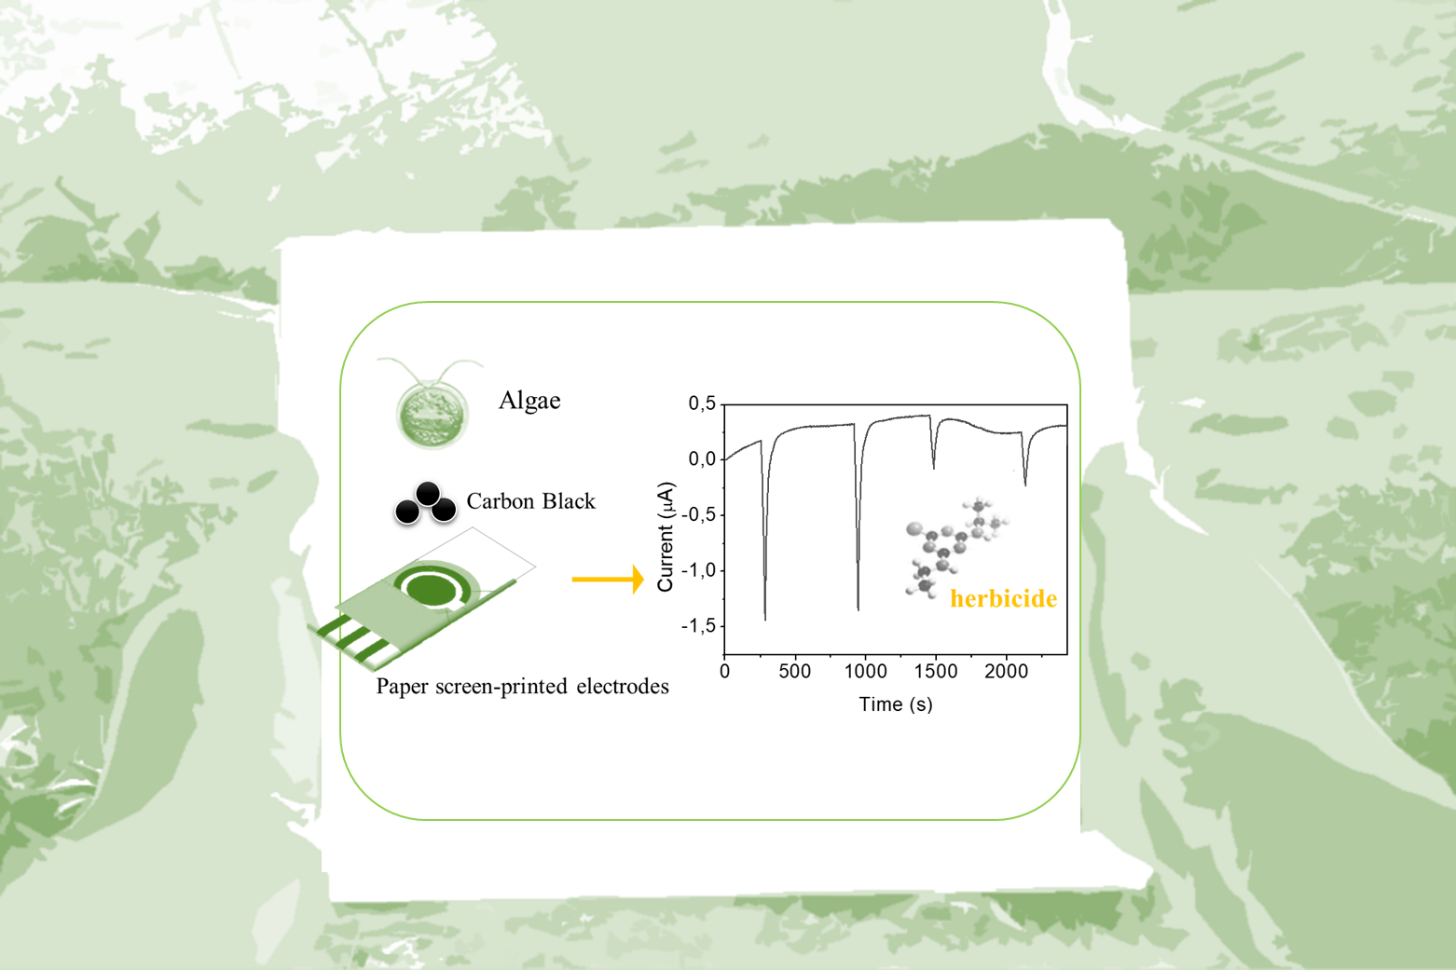 Algae
Carbon Black
Paper screen-printed electrodes
0,5
0,0
-0,5
-1,0
-1,5
Current (μA)
herbicide
0 500 1000 1500 2000
Time (s)